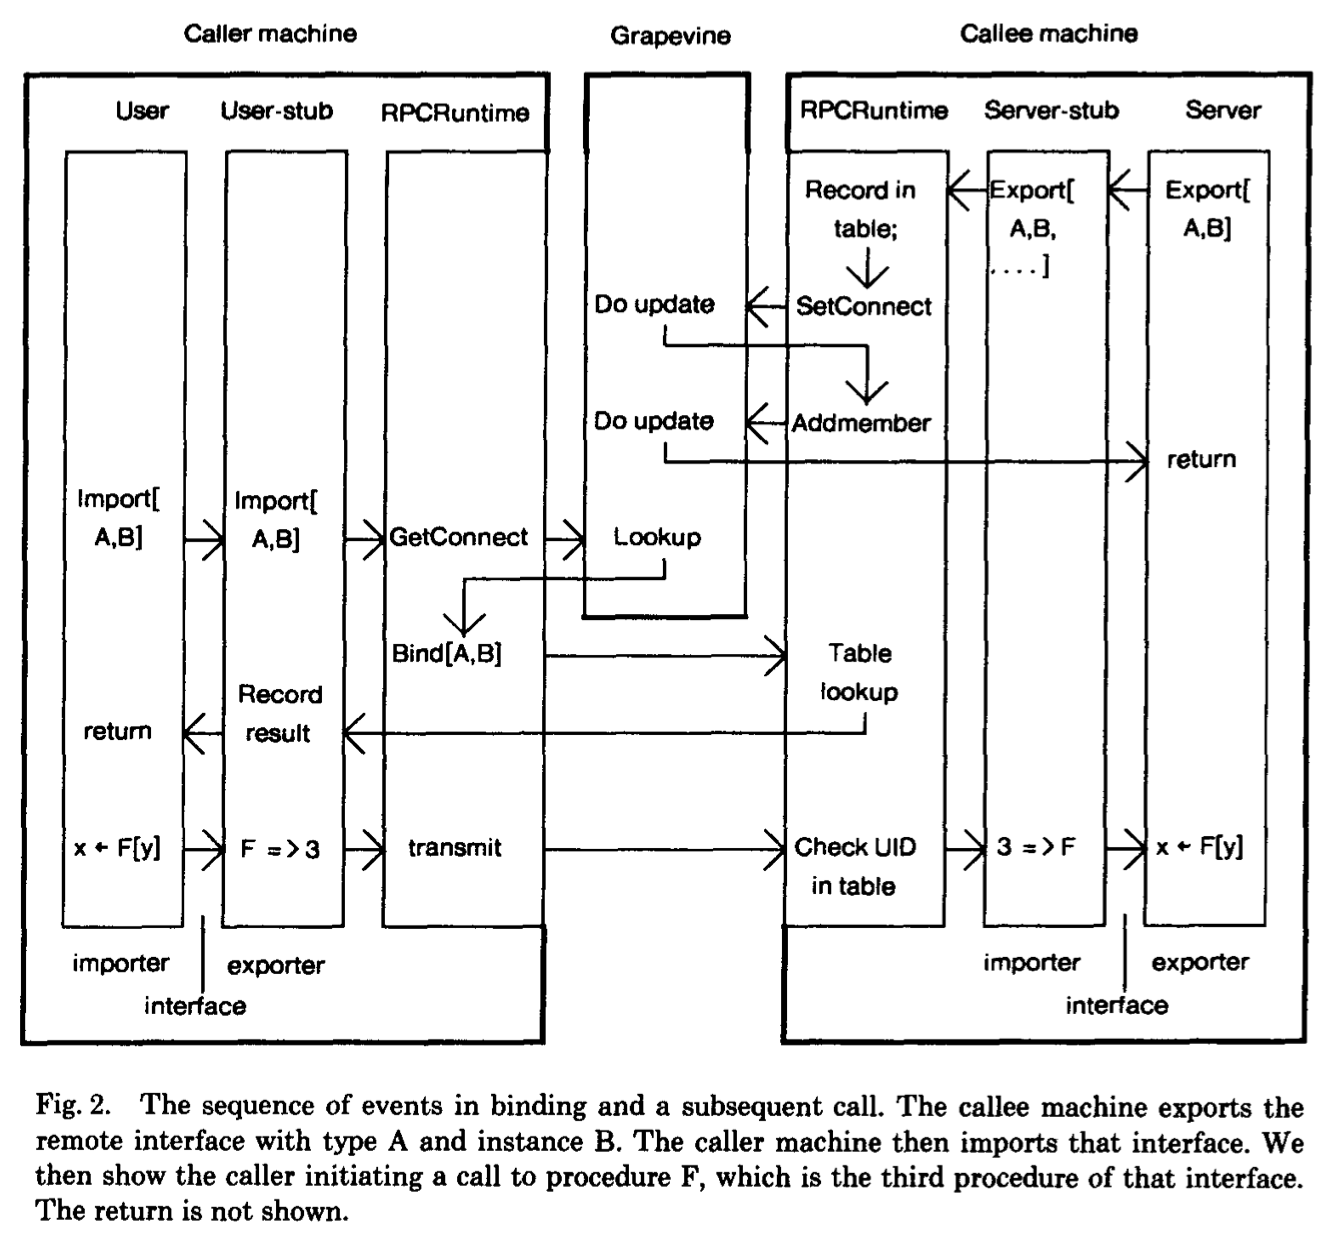 Caller machine Grapevine Callee machine
User User-stub RPCRuntime RPCRuntime Server-stub Server
Record in Export[ Export[
table; A,B, A,B]
. . . . ]
Do update SetConnect
Do update Addmember
return
Import[ Import[
A,B] A,B] GetConnect Lookup
Bind[A,B] Table
Record lookup
return result
x ← F[y] F => 3 transmit Check UID 3 => F x ← F[y]
in table
importer exporter importer exporter
interface interface
Fig. 2. The sequence of events in binding and a subsequent call. The callee machine exports the
remote interface with type A and instance B. The caller machine then imports that interface. We
then show the caller initiating a call to procedure F, which is the third procedure of that interface.
The return is not shown.